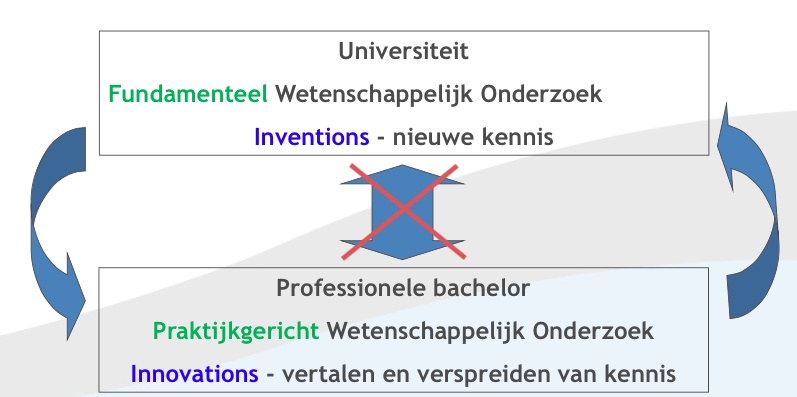 Universiteit
Fundamenteel Wetenschappelijk Onderzoek
Inventions - nieuwe kennis
Professionele bachelor
Praktijkgericht Wetenschappelijk Onderzoek
Innovations - vertalen en verspreiden van kennis